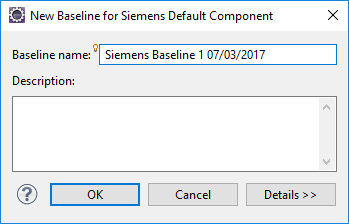 New Baseline for Siemens Default Component
Baseline name: Siemens Baseline 1 07/03/2017
Description:
? OK Cancel Details >>